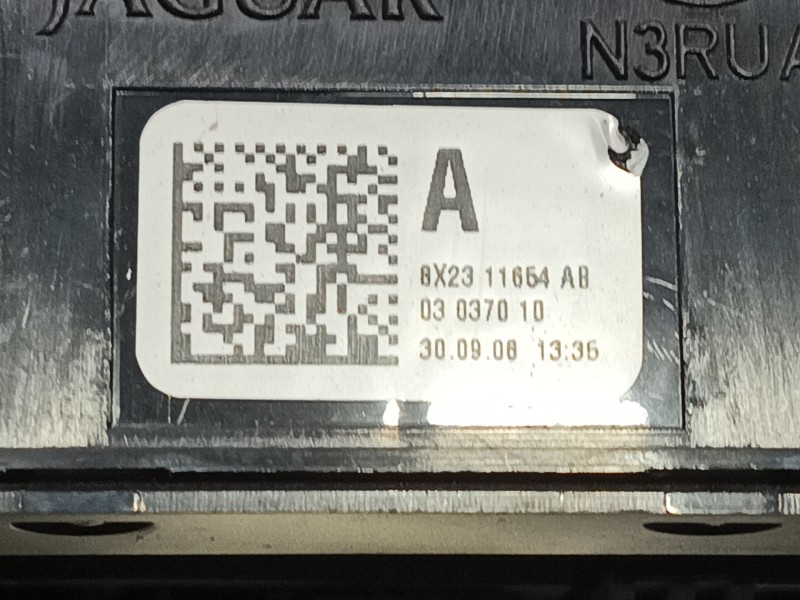 JAGUAR
N3RUA
A
8X23 11654 AB
03 0370 10
30.09.08 13:35